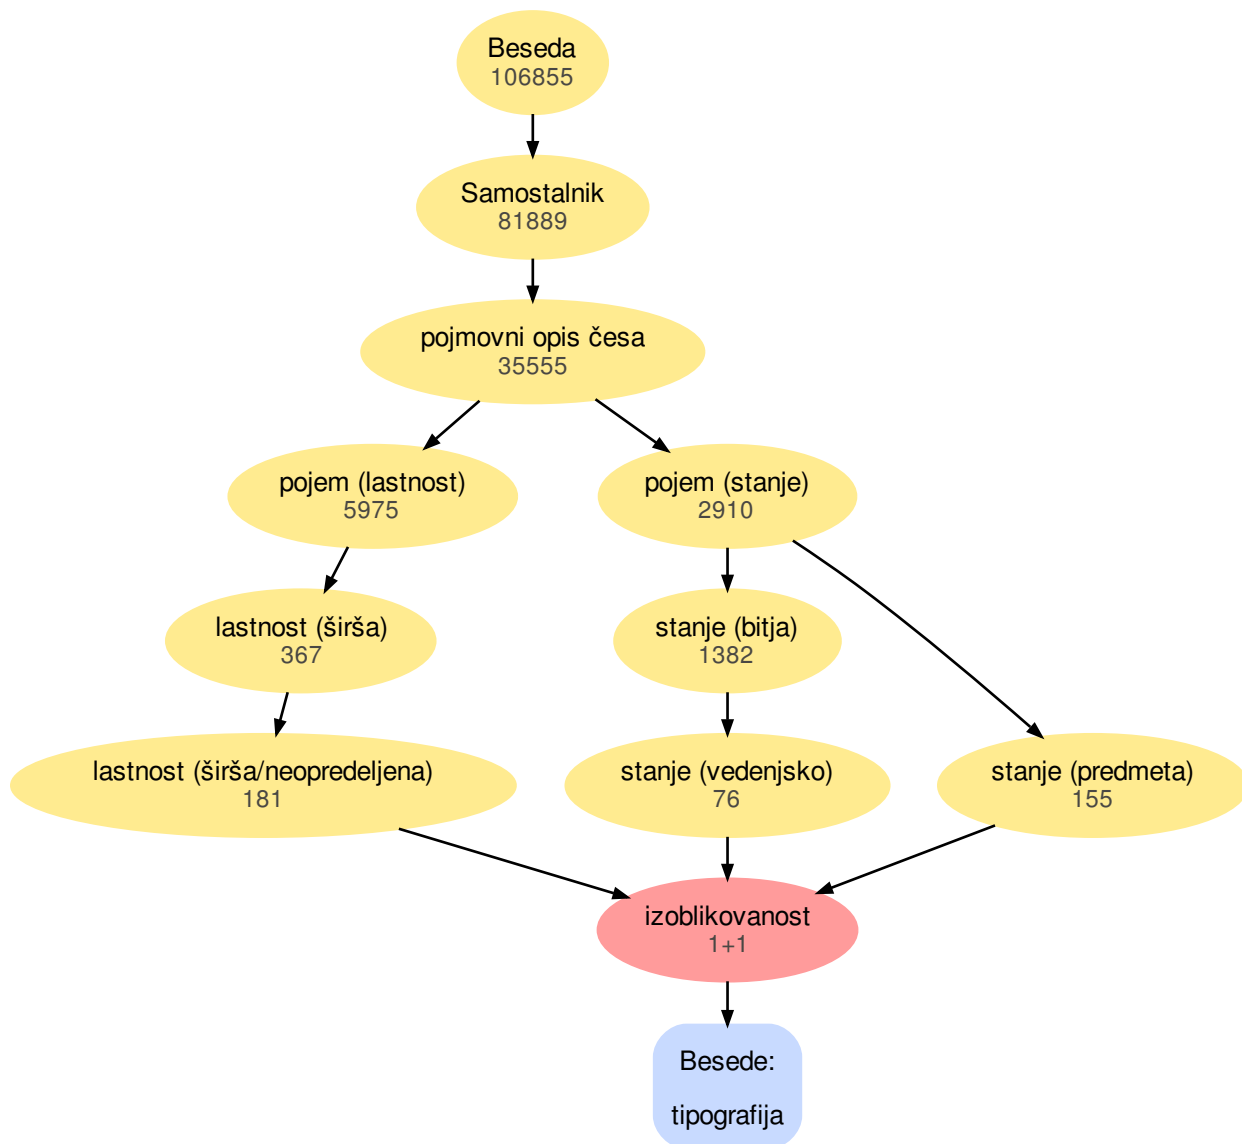 Beseda
106855
Samostalnik
81889
pojmovni opis česa
35555
pojem (lastnost)
5975
pojem (stanje)
2910
lastnost (širša)
367
stanje (bitja)
1382
lastnost (širša/neopredeljena)
181
stanje (vedenjsko)
76
stanje (predmeta)
155
izoblikovanost
1+1
Besede:
tipografija